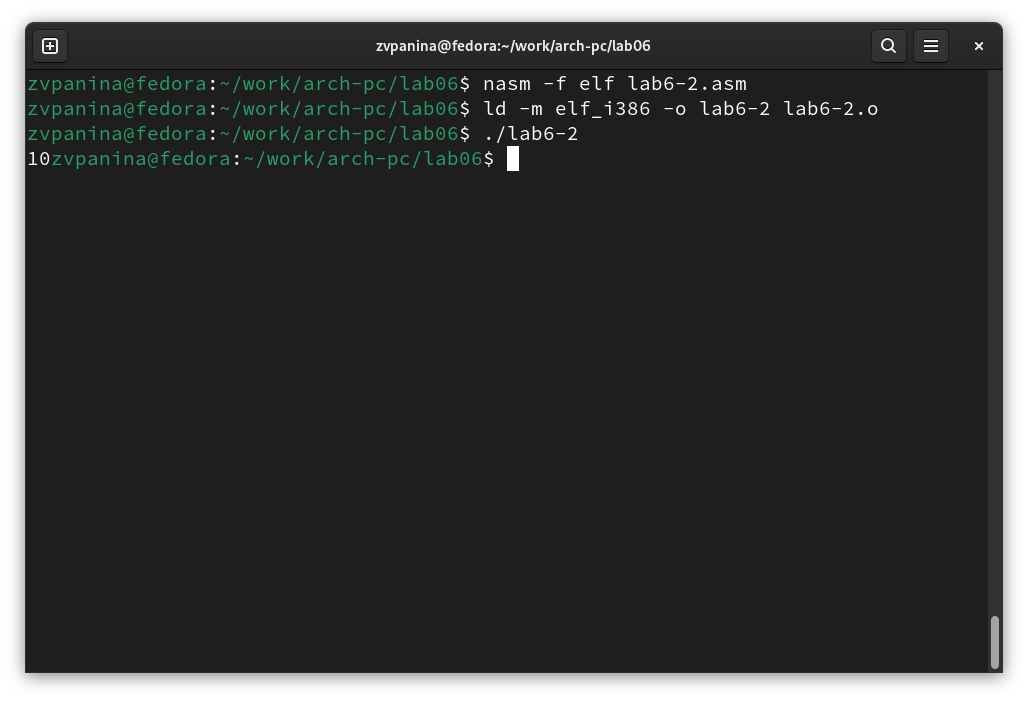 zvpanina@fedora:~/work/arch-pc/lab06
zvpanina@fedora:~/work/arch-pc/lab06$ nasm -f elf lab6-2.asm
zvpanina@fedora:~/work/arch-pc/lab06$ ld -m elf_i386 -o lab6-2 lab6-2.o
zvpanina@fedora:~/work/arch-pc/lab06$ ./lab6-2
10zvpanina@fedora:~/work/arch-pc/lab06$